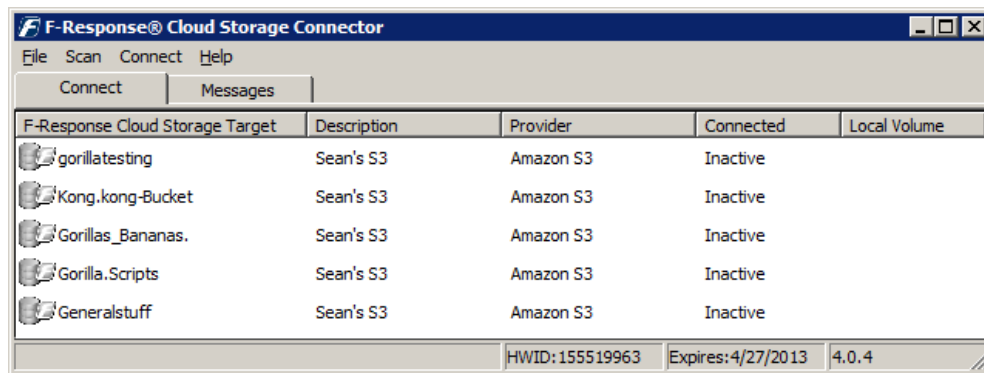 F-Response® Cloud Storage Connector
File Scan Connect Help
Connect Messages
F-Response Cloud Storage Target Description Provider Connected Local Volume
gorillatesting Sean's S3 Amazon S3 Inactive
Kong.kong-Bucket Sean's S3 Amazon S3 Inactive
Gorillas_Bananas. Sean's S3 Amazon S3 Inactive
Gorilla.Scripts Sean's S3 Amazon S3 Inactive
Generalstuff Sean's S3 Amazon S3 Inactive
HWID:155519963 Expires:4/27/2013 4.0.4